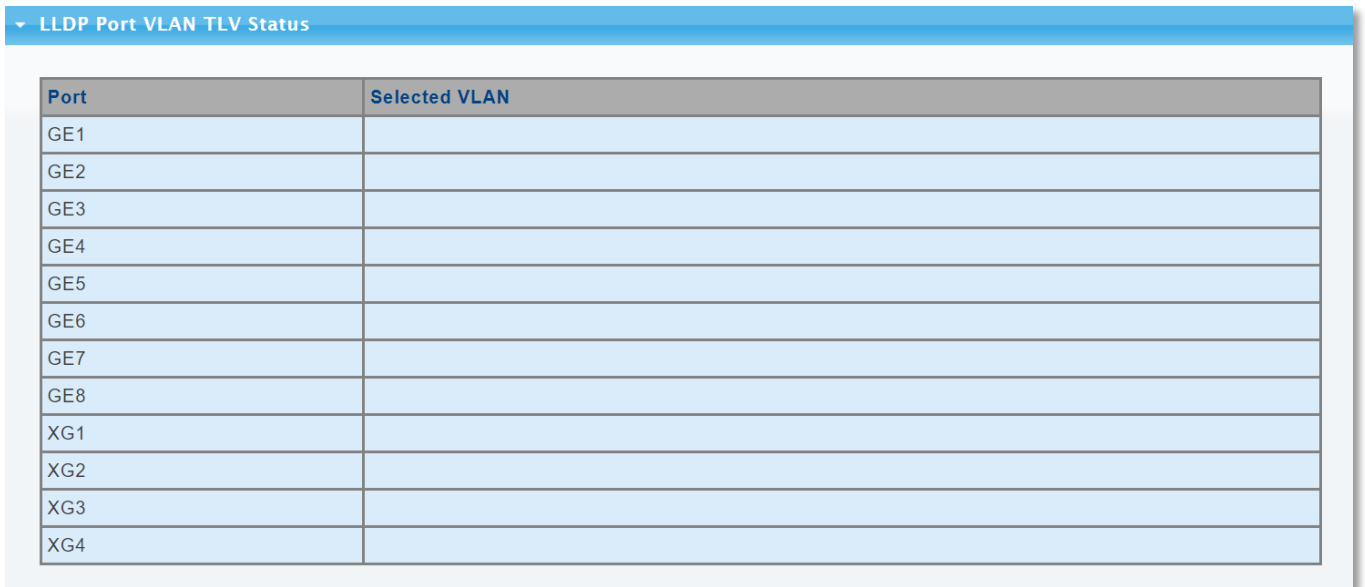 LLDP Port VLAN TLV Status
Port Selected VLAN
GE1
GE2
GE3
GE4
GE5
GE6
GE7
GE8
XG1
XG2
XG3
XG4